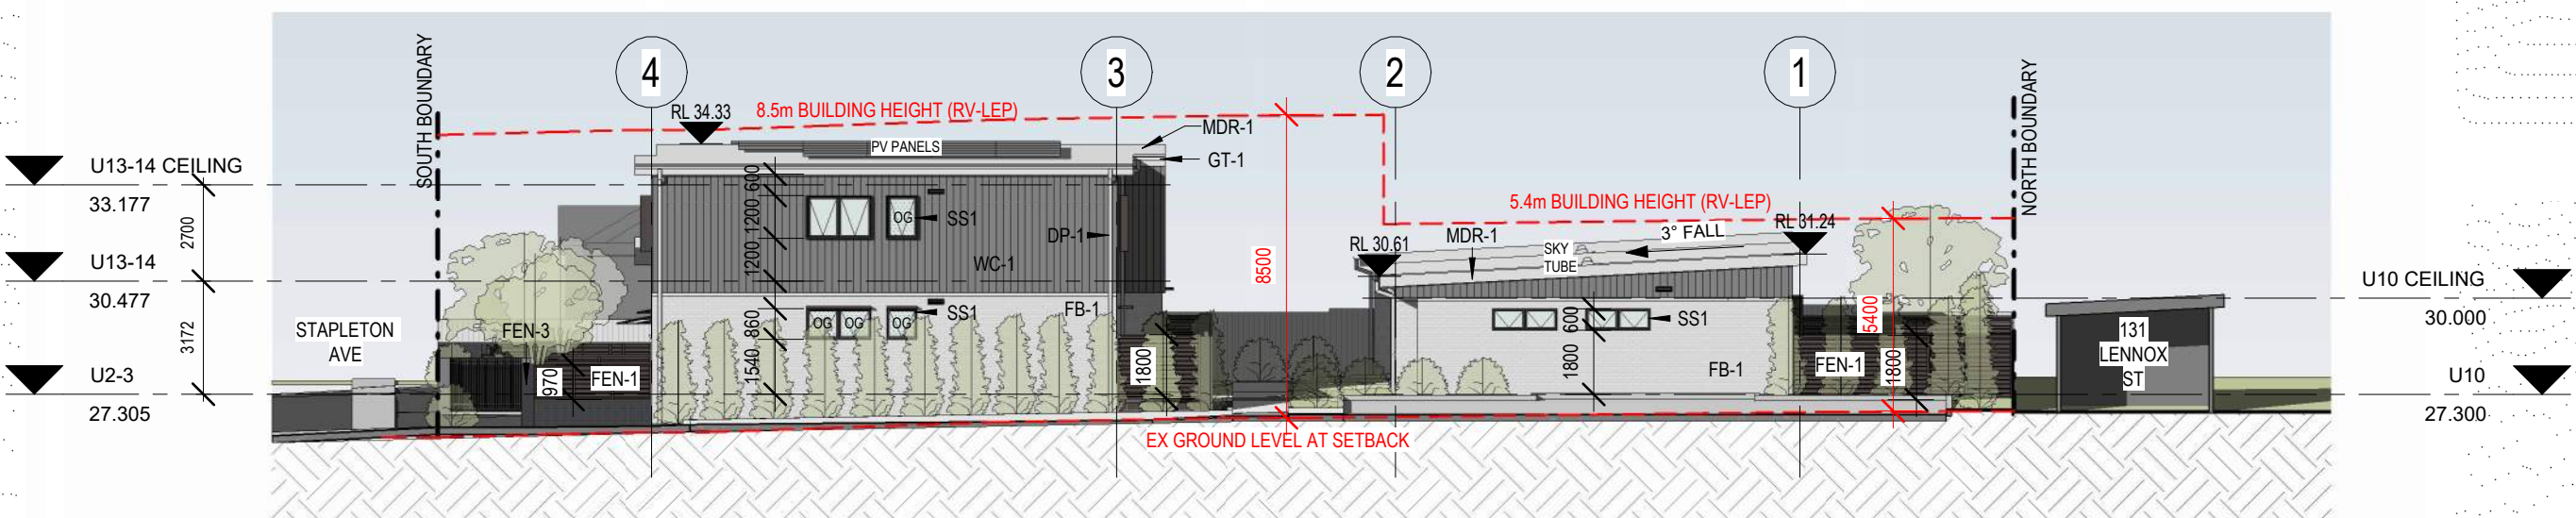 SOUTH BOUNDARY
4
3
2
1
NORTH BOUNDARY
RL 34.33
8.5m BUILDING HEIGHT (RV-LEP)
MDR-1
GT-1
PV PANELS
U13-14 CEILING
33.177
2700
U13-14
30.477
3172
U2-3
27.305
STAPLETON
AVE
FEN-3
970
FEN-1
600
1200
1200
860
1540
OG
SS1
DP-1
WC-1
OG
OG
OG
SS1
FB-1
1800
8500
5.4m BUILDING HEIGHT (RV-LEP)
RL 30.61
MDR-1
SKY
TUBE
3° FALL
RL 31.24
600
1800
SS1
FB-1
5400
FEN-1
1800
131
LENNOX
ST
U10 CEILING
30.000
U10
27.300
EX GROUND LEVEL AT SETBACK